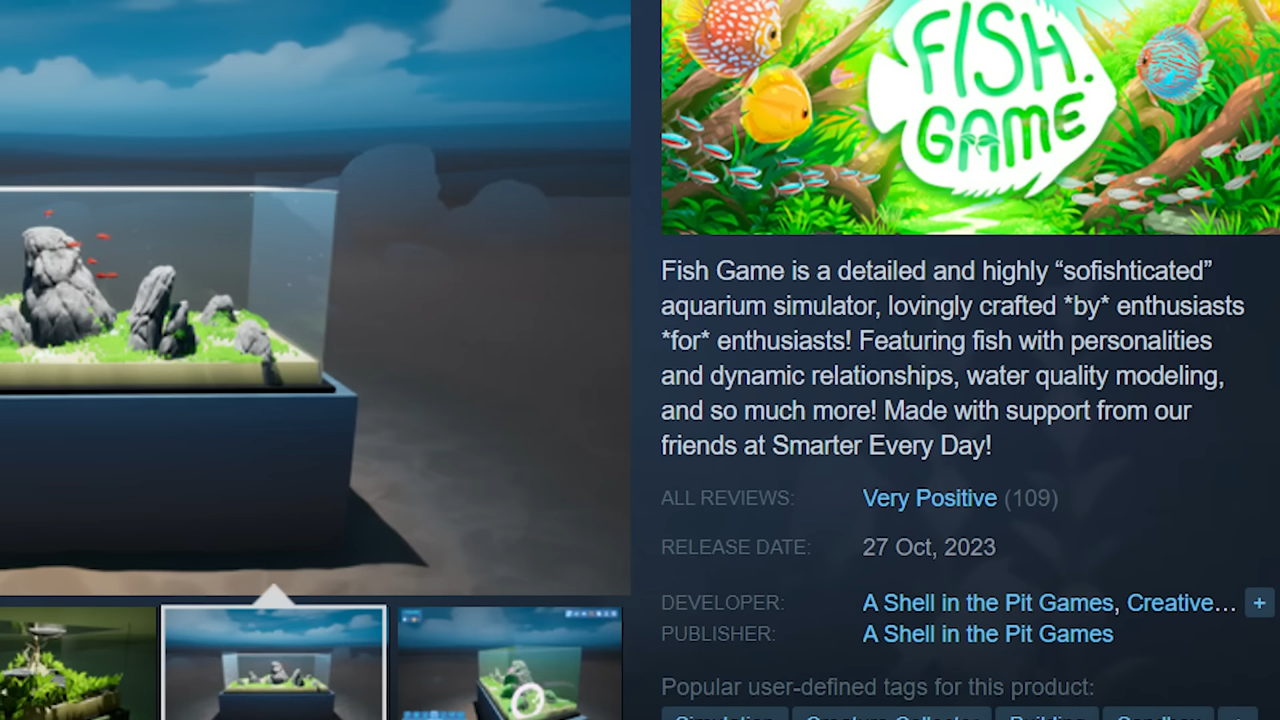 FISH.
GAME
Fish Game is a detailed and highly “sofishticated”
aquarium simulator, lovingly crafted *by* enthusiasts
*for* enthusiasts! Featuring fish with personalities
and dynamic relationships, water quality modeling,
and so much more! Made with support from our
friends at Smarter Every Day!
ALL REVIEWS: Very Positive (109)
RELEASE DATE: 27 Oct, 2023
DEVELOPER: A Shell in the Pit Games, Creative… +
PUBLISHER: A Shell in the Pit Games
Popular user-defined tags for this product: